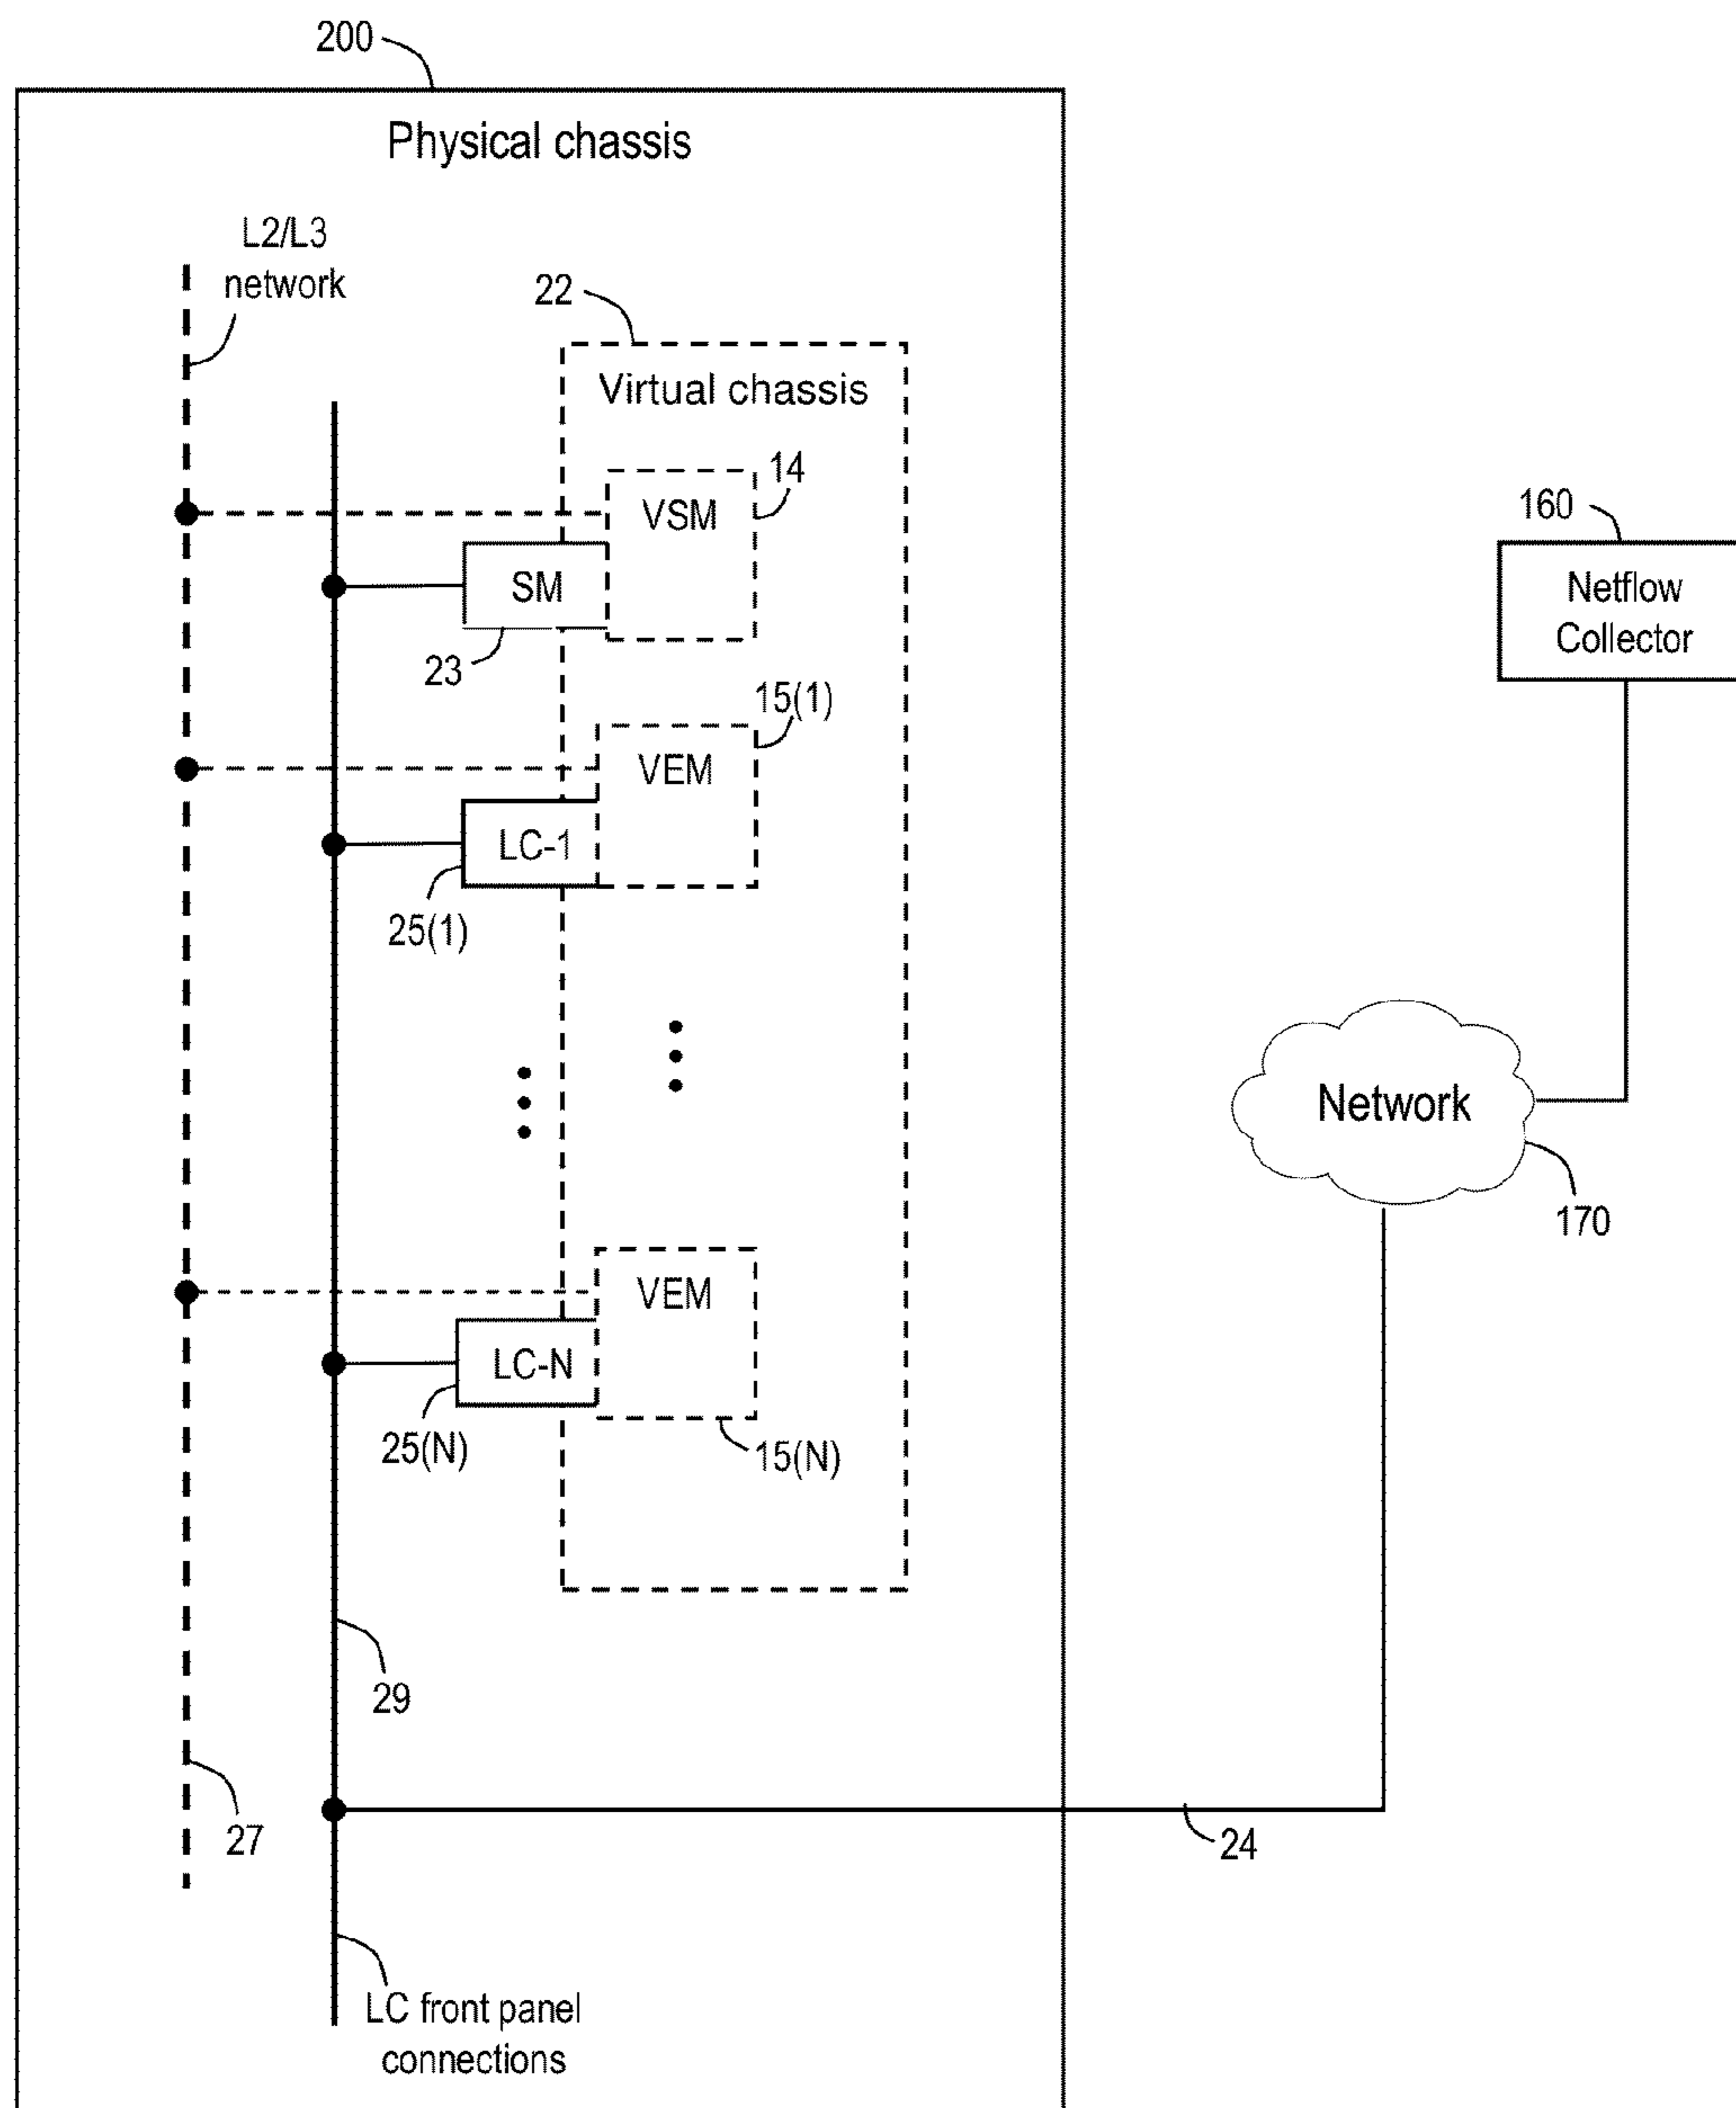 200
Physical chassis
L2/L3
network
22
Virtual chassis
14
VSM
160
SM
Netflow
Collector
23
15(1)
VEM
LC-1
25(1)
Network
170
VEM
LC-N
25(N)
15(N)
29
27
24
LC front panel
connections